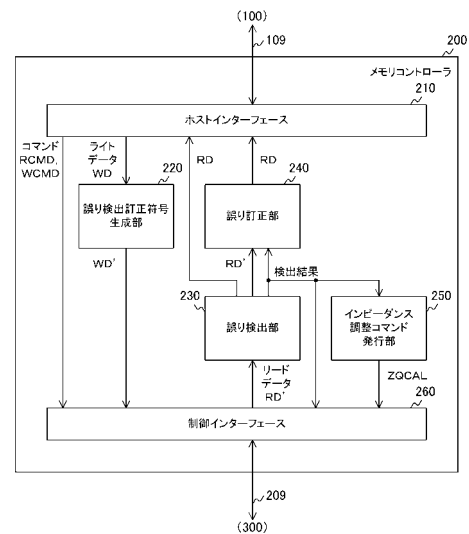 (100)
109
200
メモリコントローラ
210
ホストインターフェース
コマンド
RCMD,
WCMD
ライト
データ
WD
220
RD
RD
240
誤り検出訂正符号
生成部
誤り訂正部
WD'
RD'
検出結果
230
250
誤り検出部
インピーダンス
調整コマンド
発行部
リード
データ
RD'
ZQCAL
260
制御インターフェース
209
(300)